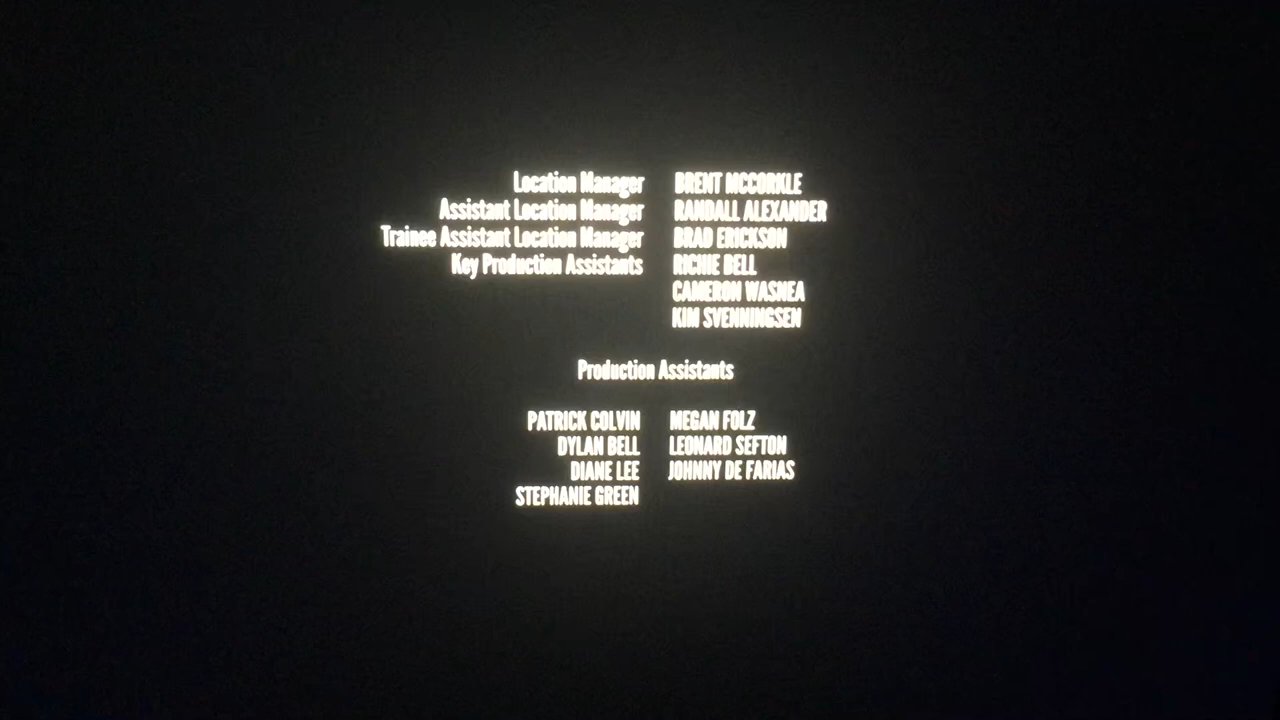 Location Manager BRENT MCCORKLE
Assistant Location Manager RANDALL ALEXANDER
Trainee Assistant Location Manager BRAD ERICKSON
Key Production Assistants RICHIE BELL
CAMERON WASNEA
KIM SVENNINGSEN
Production Assistants
PATRICK COLVIN MEGAN FOLZ
DYLAN BELL LEONARD SEFTON
DIANE LEE JOHNNY DE FARIAS
STEPHANIE GREEN